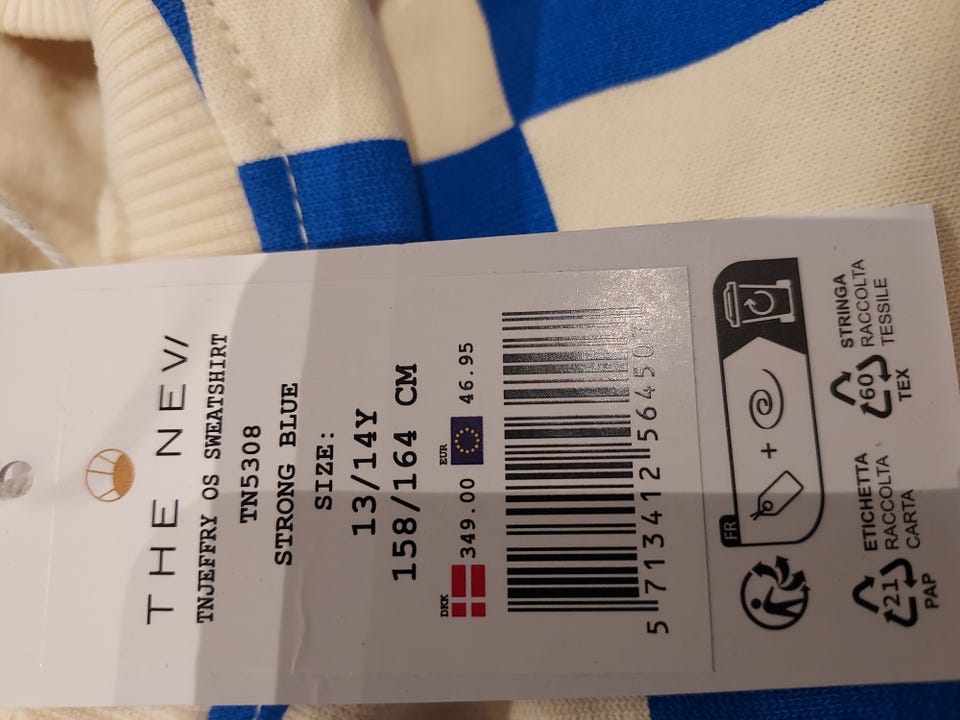 THE NEW
TNJEFFRY OS SWEATSHIRT
TN5308
STRONG BLUE
SIZE:
13/14Y
158/164 CM
DKK 349.00 EUR 46.95
5 713412 564507
FR
+
21 PAP
ETICHETTA
RACCOLTA
CARTA
60 TEX
STRINGA
RACCOLTA
TESSILE